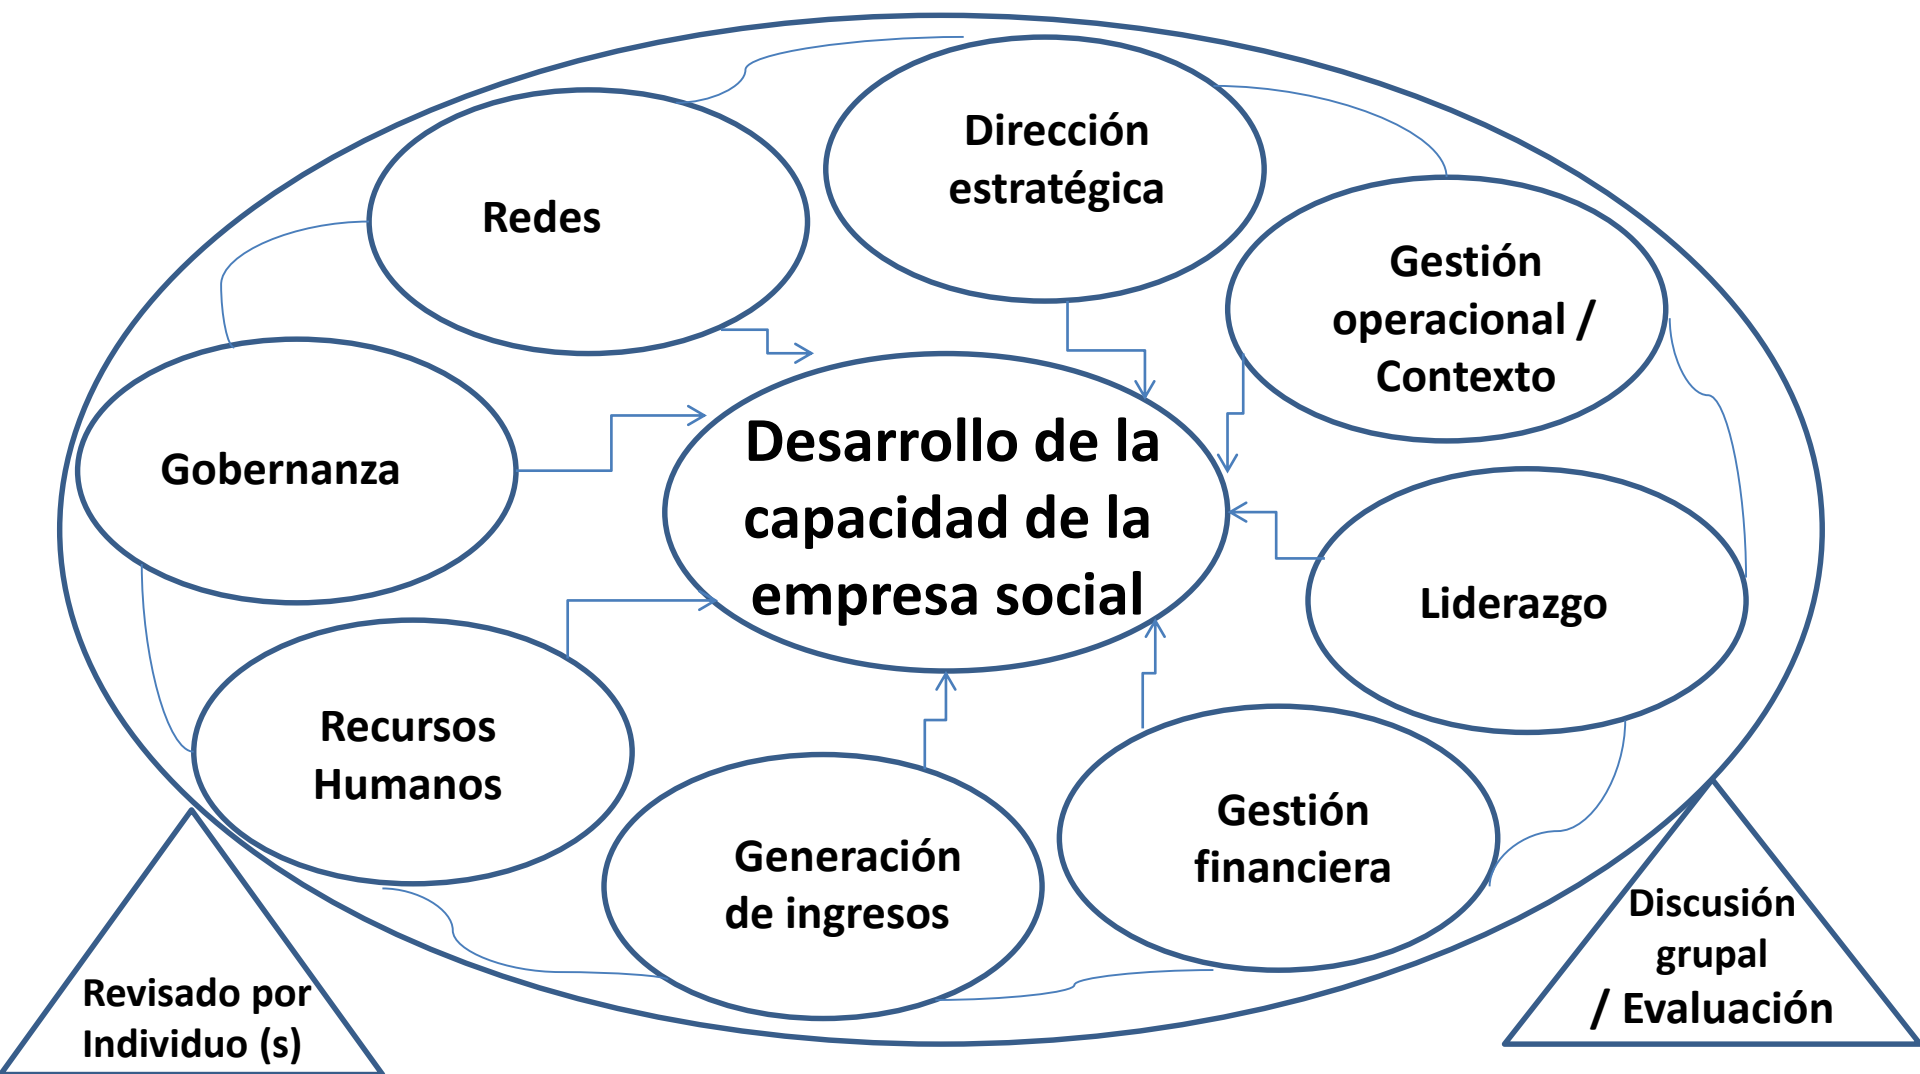 Dirección
estratégica
Redes
Gestión
operacional /
Contexto
Gobernanza
Desarrollo de la
capacidad de la
empresa social
Liderazgo
Recursos
Humanos
Generación
de ingresos
Gestión
financiera
Revisado por
Individuo (s)
Discusión
grupal
/ Evaluación